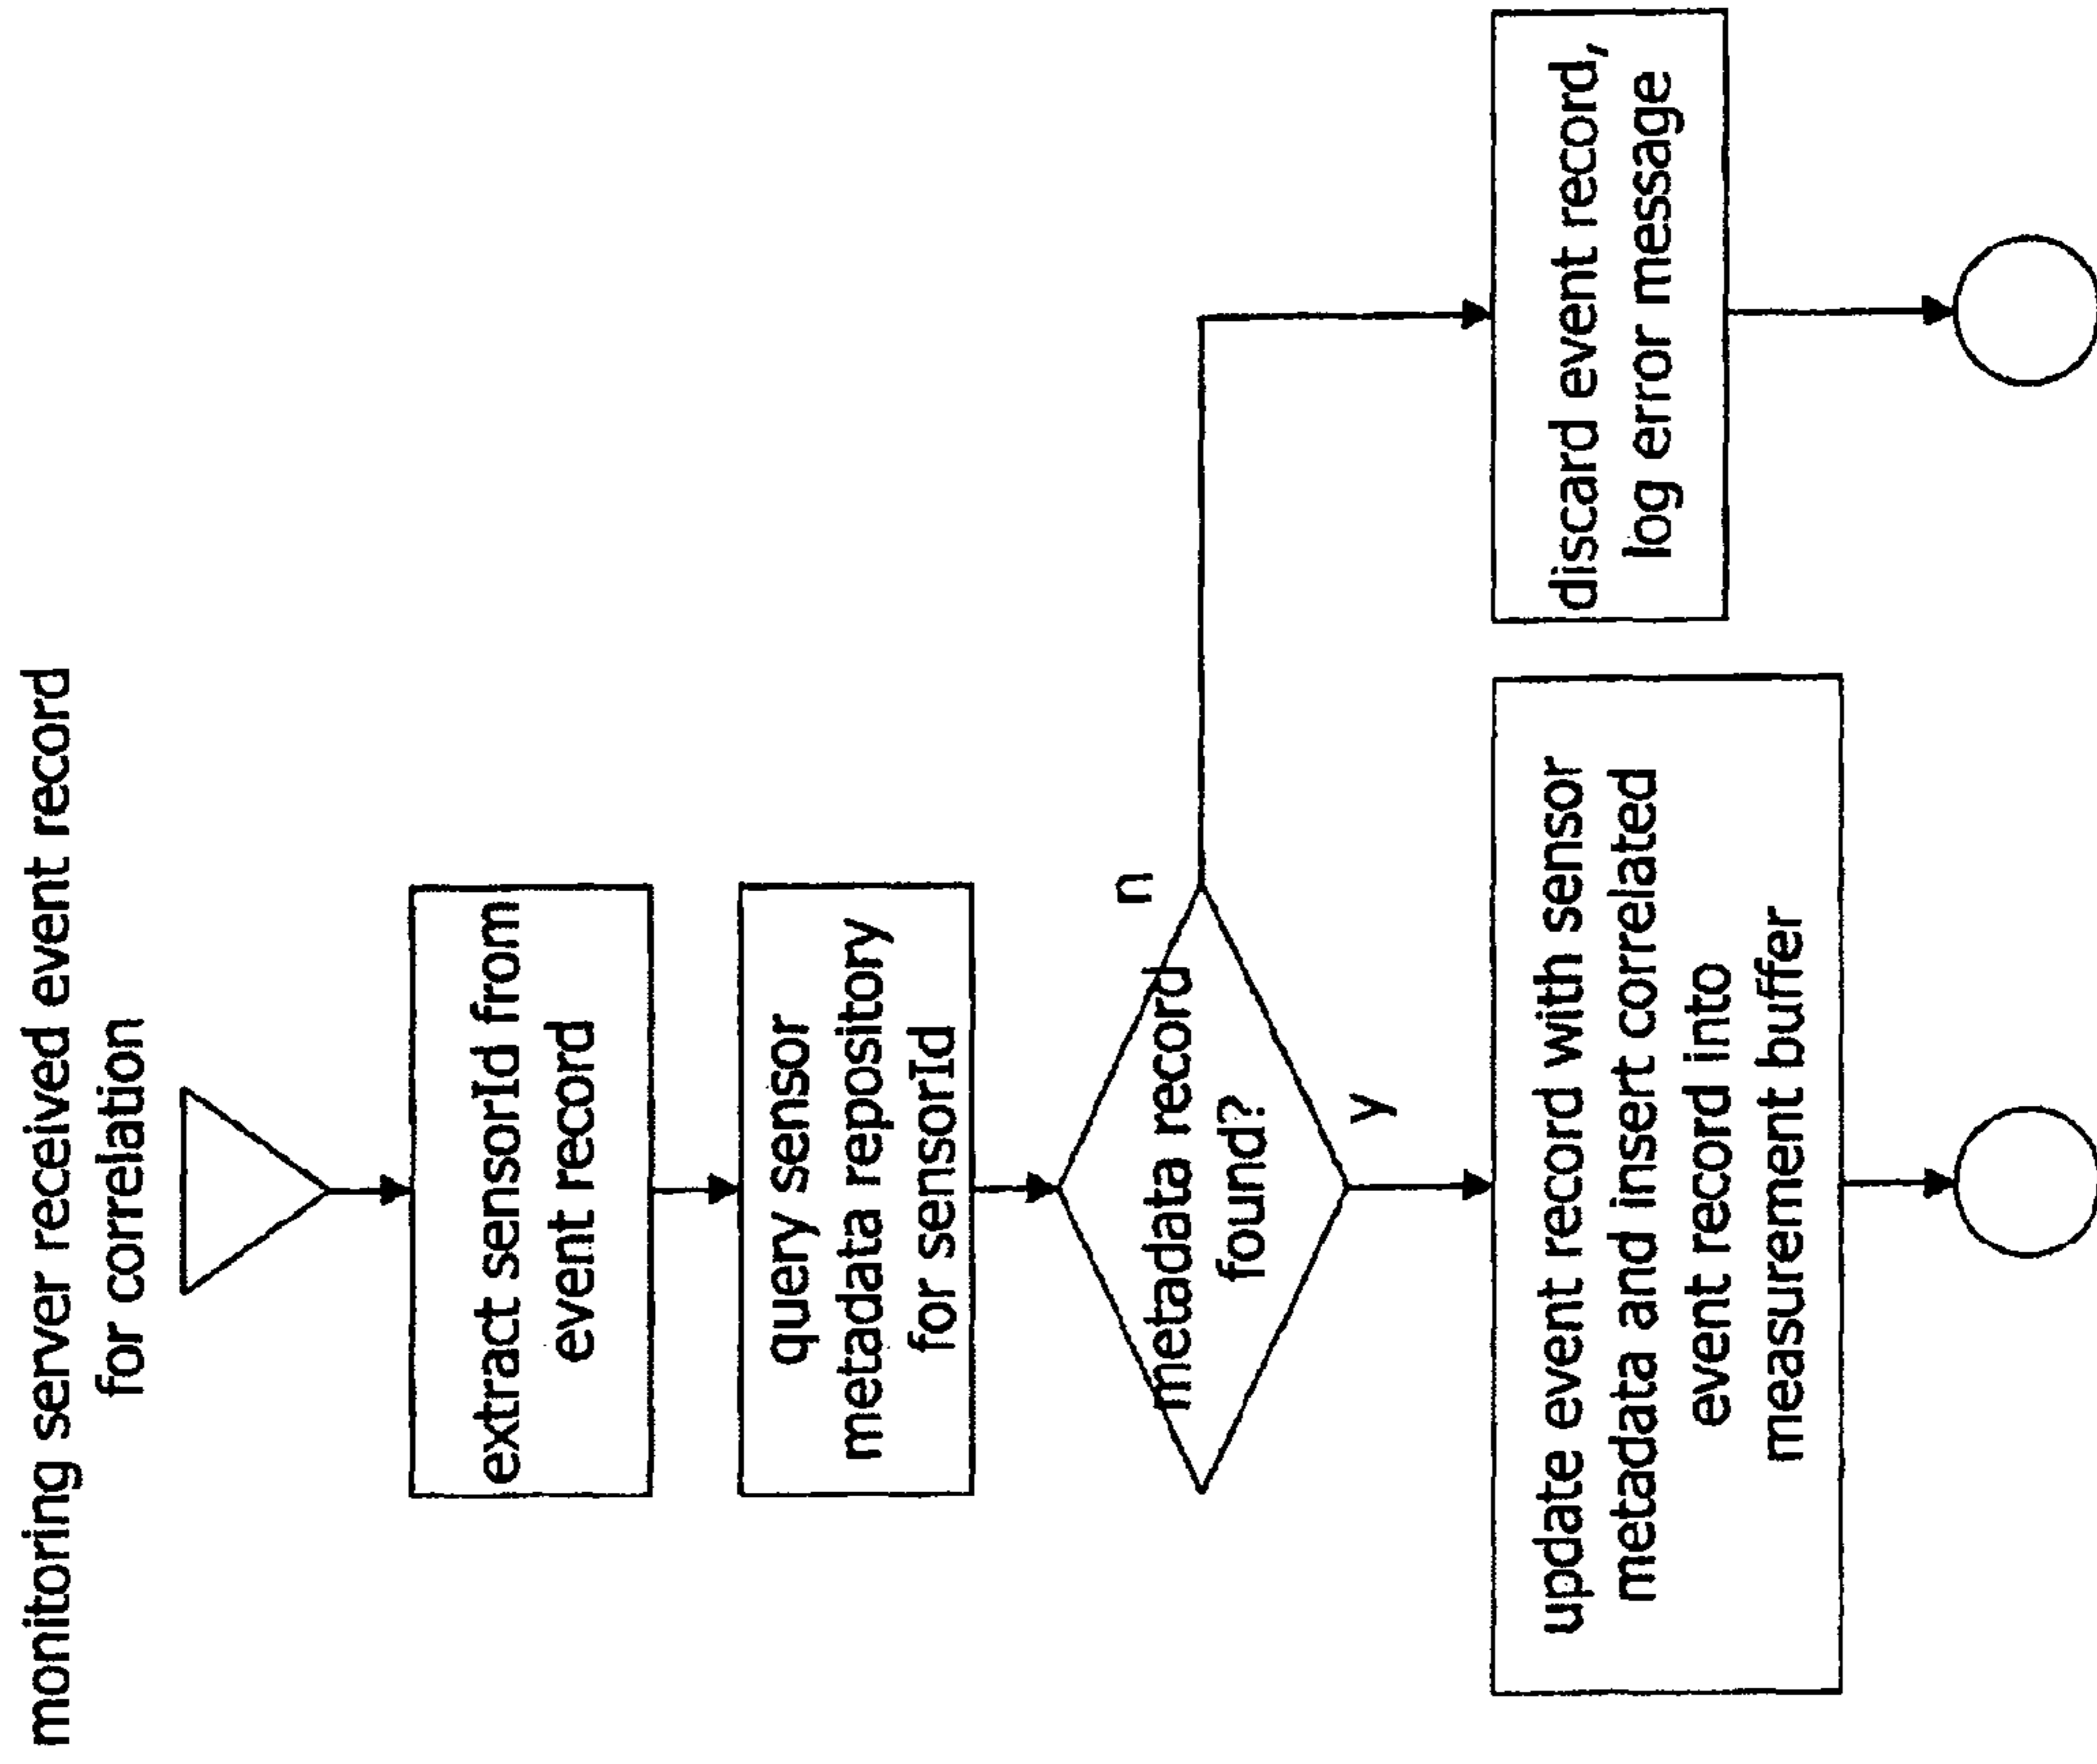 monitoring server received event record
for correlation
extract sensorId from
event record
query sensor
metadata repository
for sensorId
metadata record
found?
n
y
update event record with sensor
metadata and insert correlated
event record into
measurement buffer
discard event record,
log error message